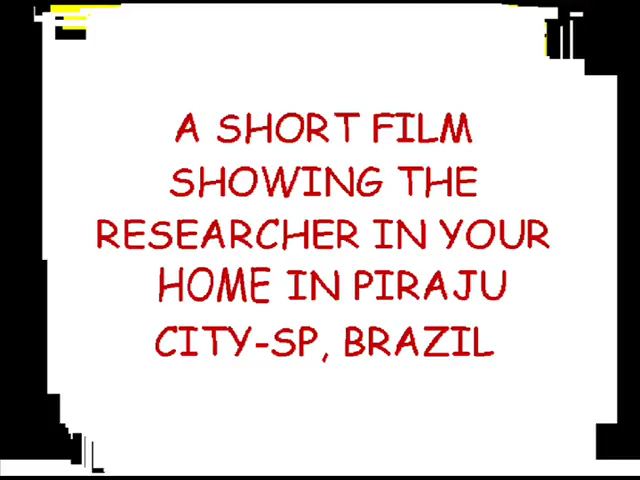 A SHORT FILM
SHOWING THE
RESEARCHER IN YOUR
HOME IN PIRAJU
CITY-SP, BRAZIL